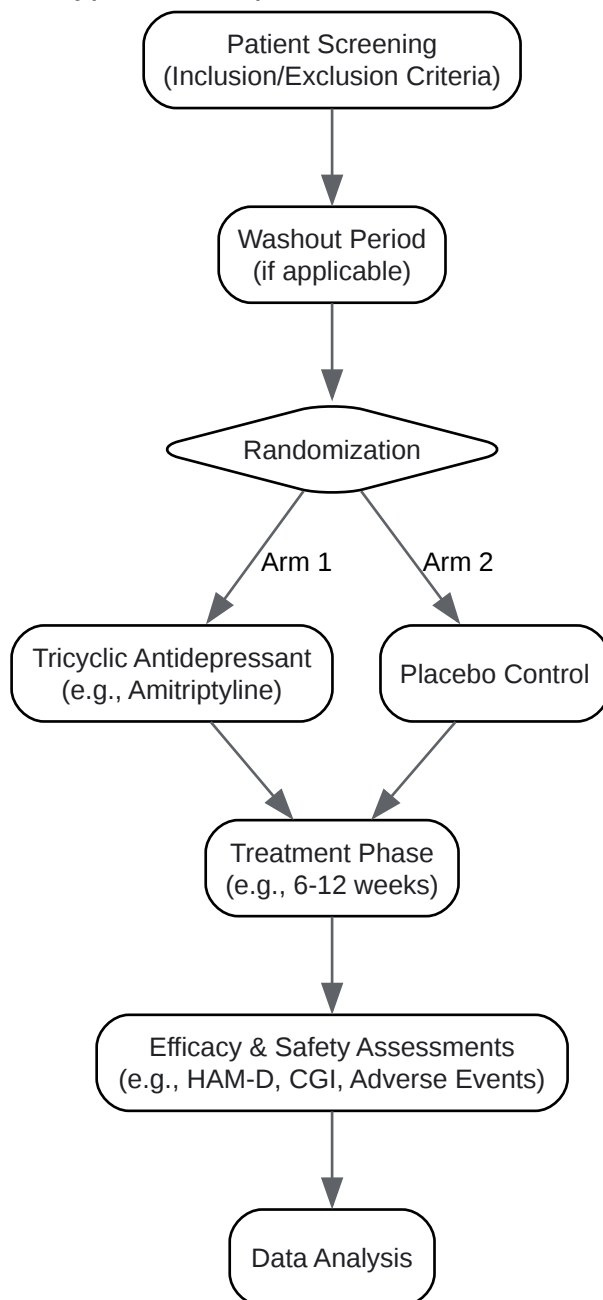 Patient Screening
(Inclusion/Exclusion Criteria)
Washout Period
(if applicable)
Randomization
Arm 1
Arm 2
Tricyclic Antidepressant
(e.g., Amitriptyline)
Placebo Control
Treatment Phase
(e.g., 6-12 weeks)
Efficacy & Safety Assessments
(e.g., HAM-D, CGI, Adverse Events)
Data Analysis